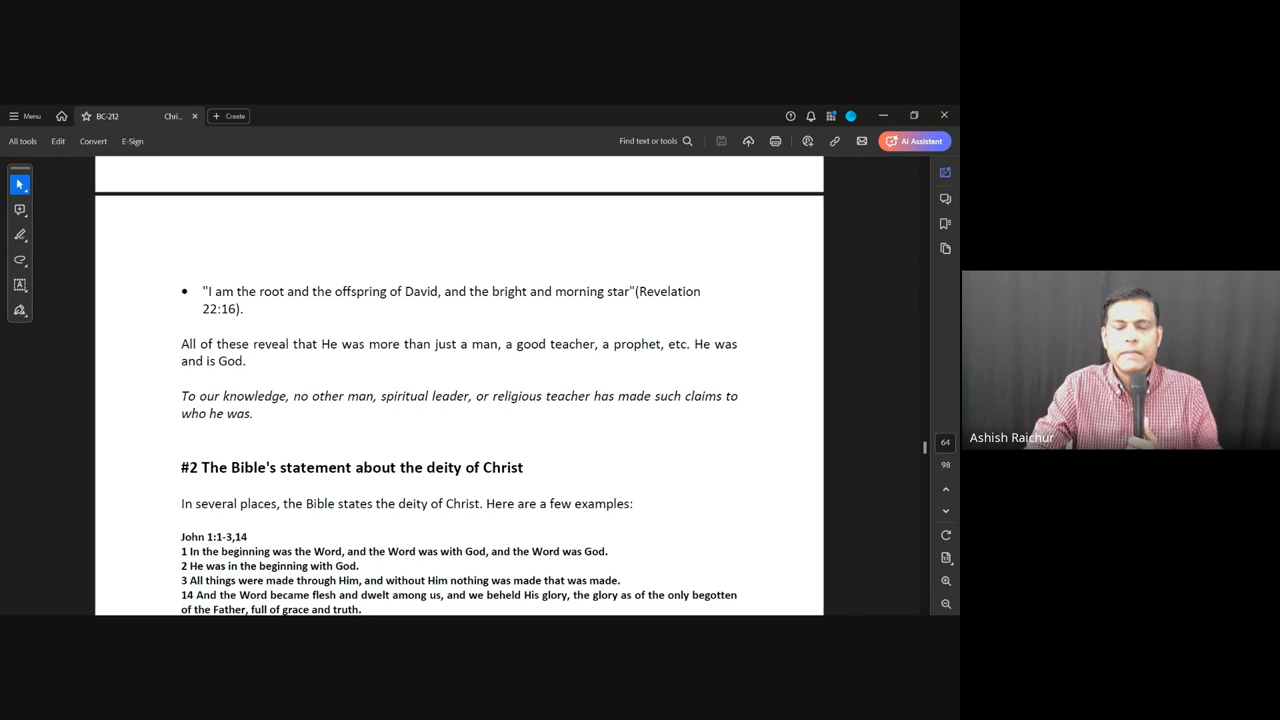 Menu
BC-212
Chri...
Create
All tools
Edit
Convert
E-Sign
Find text or tools
AI Assistant
• "I am the root and the offspring of David, and the bright and morning star"(Revelation
22:16).
All of these reveal that He was more than just a man, a good teacher, a prophet, etc. He was
and is God.
To our knowledge, no other man, spiritual leader, or religious teacher has made such claims to
who he was.
#2 The Bible's statement about the deity of Christ
In several places, the Bible states the deity of Christ. Here are a few examples:
John 1:1-3,14
1 In the beginning was the Word, and the Word was with God, and the Word was God.
2 He was in the beginning with God.
3 All things were made through Him, and without Him nothing was made that was made.
14 And the Word became flesh and dwelt among us, and we beheld His glory, the glory as of the only begotten
of the Father, full of grace and truth.
64
98
Ashish Raichur